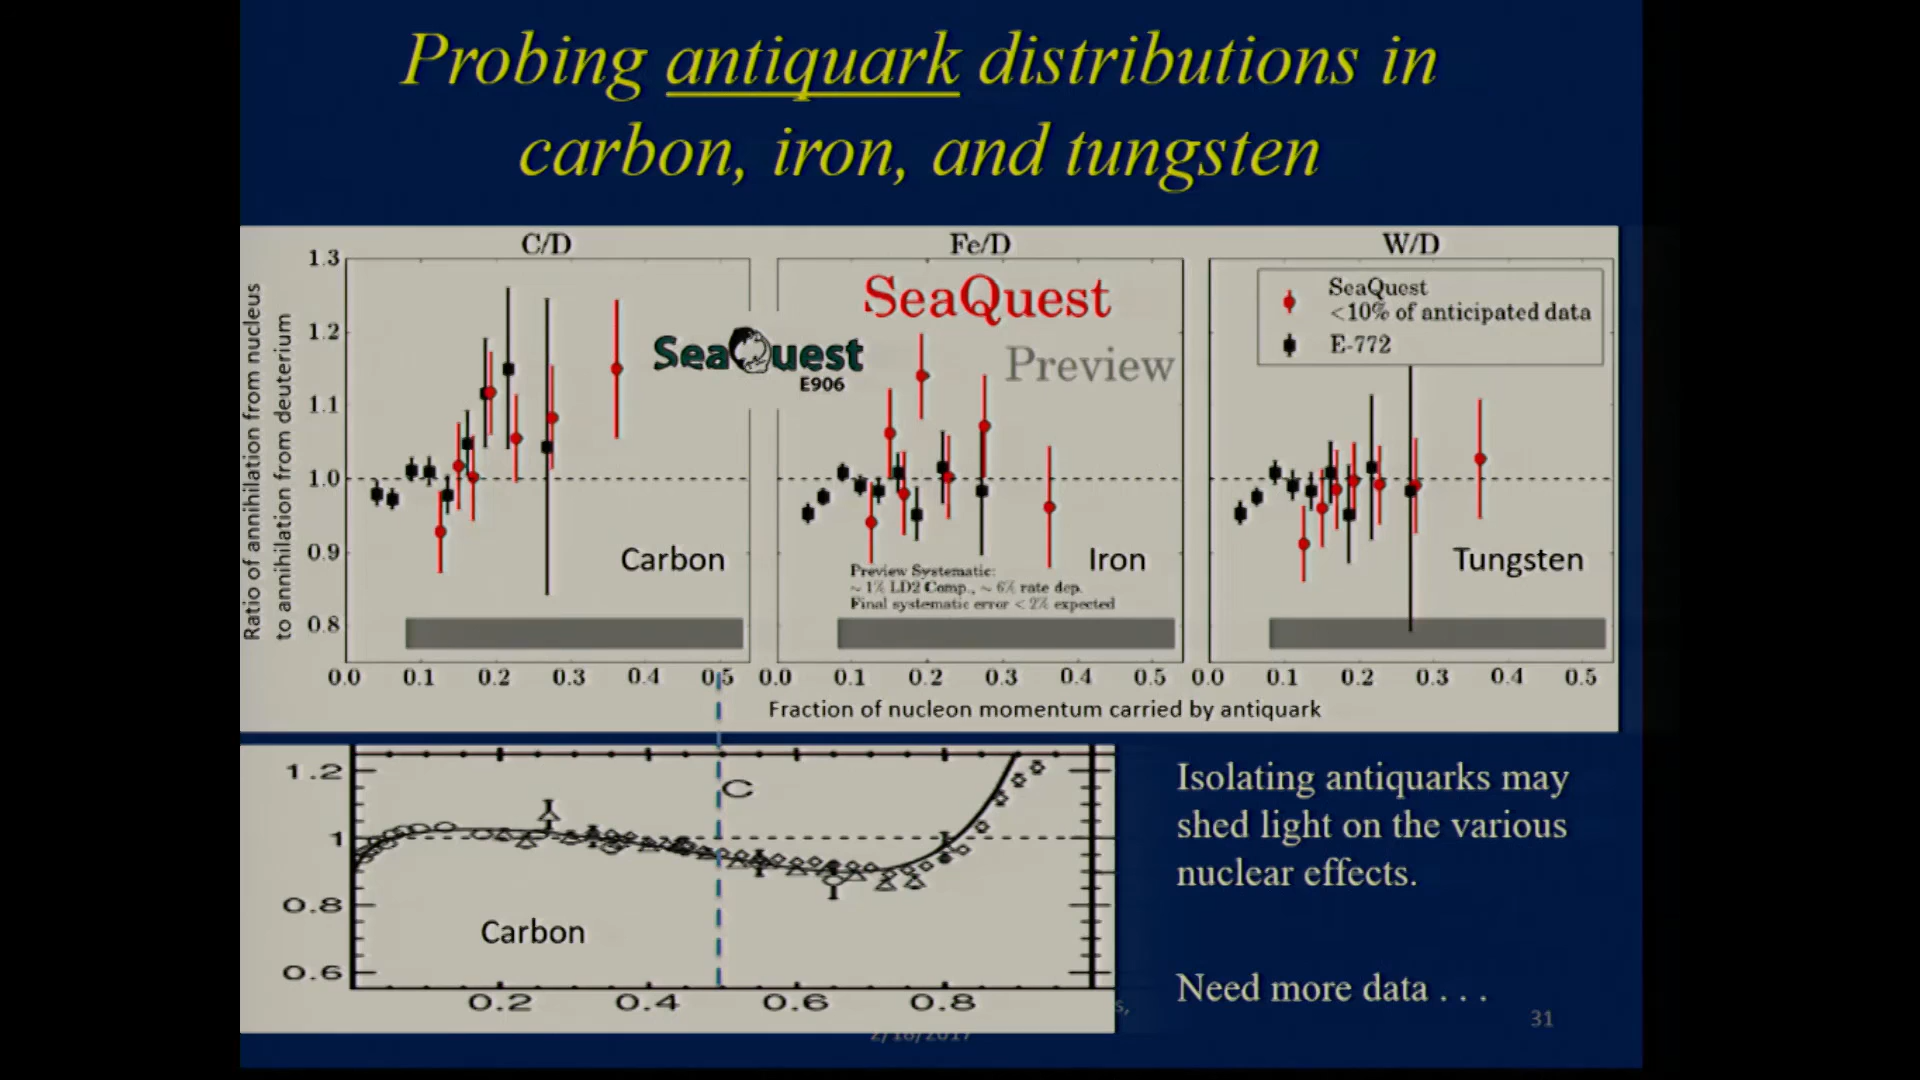 Probing antiquark distributions in
carbon, iron, and tungsten
C/D
Fe/D
W/D
Ratio of annihilation from nucleus
to annihilation from deuterium
1.3
1.2
1.1
1.0
0.9
0.8
SeaQuest
E906
Carbon
SeaQuest
Preview
Iron
Preview Systematic:
~ 1% LD2 Comp., ~ 6% rate dep.
Final systematic error < 2% expected
SeaQuest
<10% of anticipated data
E-772
Tungsten
0.0 0.1 0.2 0.3 0.4 0.5
0.0 0.1 0.2 0.3 0.4 0.5
0.0 0.1 0.2 0.3 0.4 0.5
Fraction of nucleon momentum carried by antiquark
1.2
1
0.8
0.6
C
Carbon
0.2 0.4 0.6 0.8
Isolating antiquarks may
shed light on the various
nuclear effects.
Need more data . . .
s,
2/18/2017
31